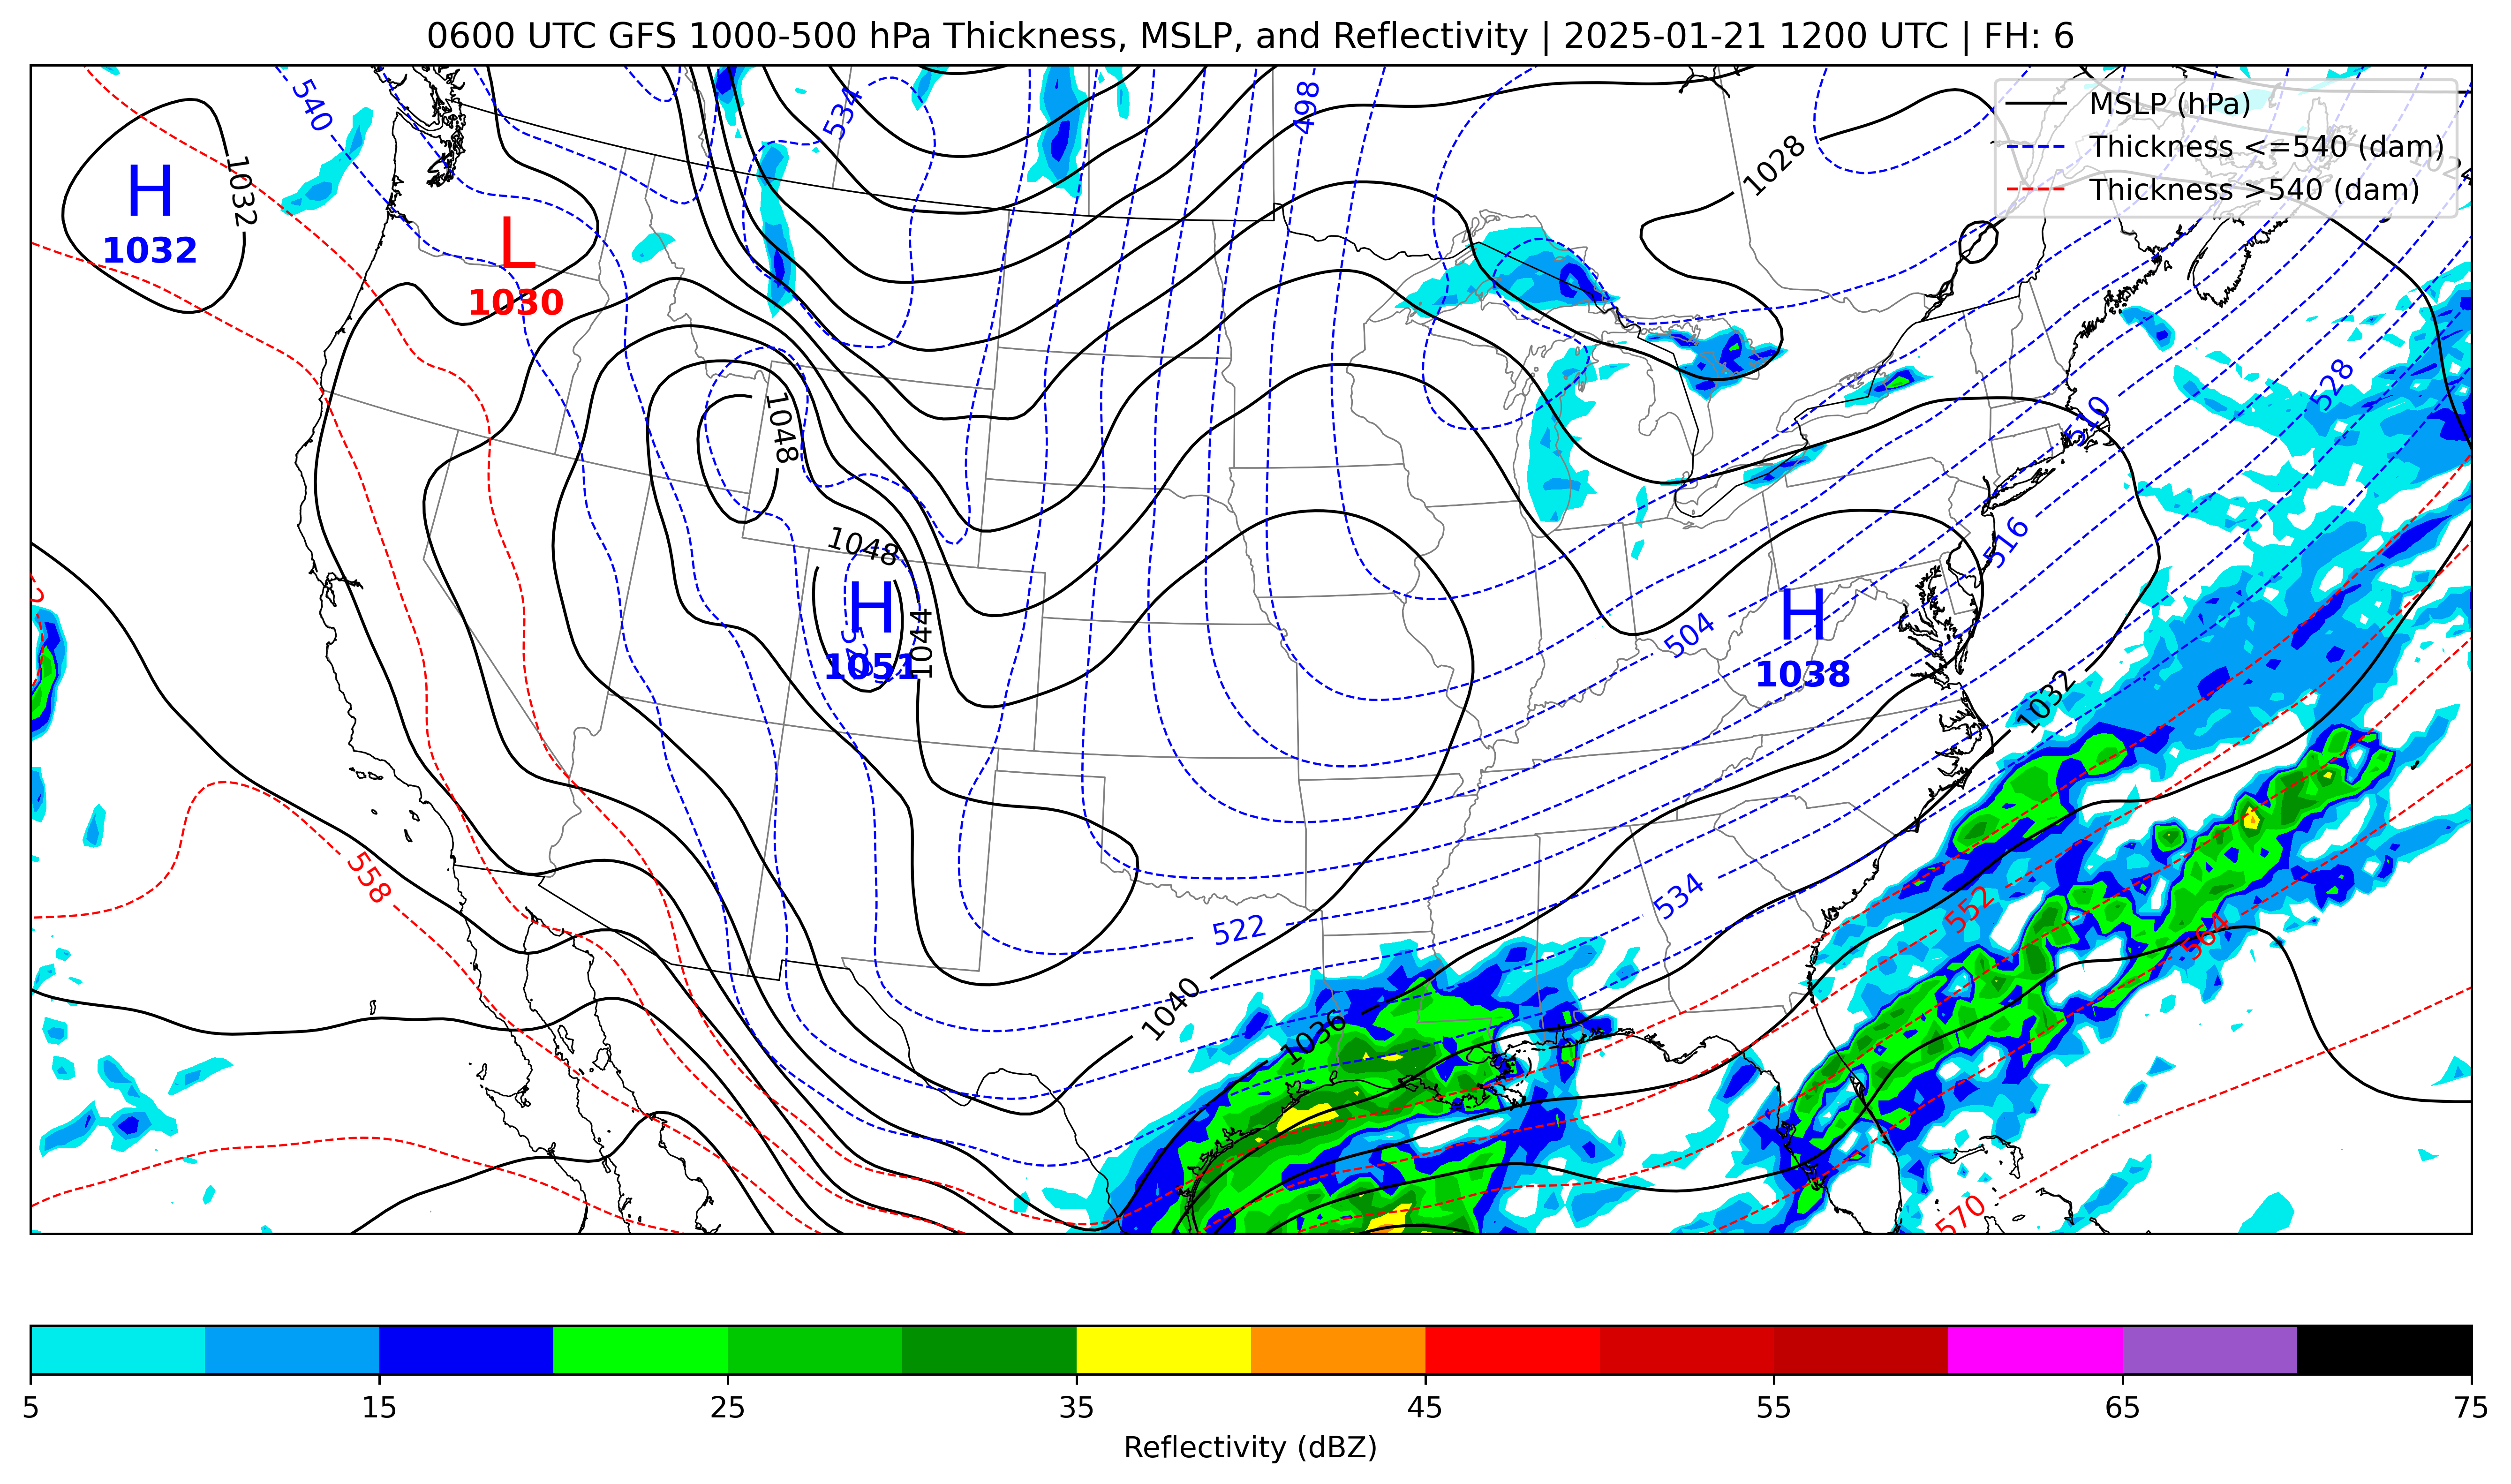 0600 UTC GFS 1000-500 hPa Thickness, MSLP, and Reflectivity | 2025-01-21 1200 UTC | FH: 6
MSLP (hPa)
Thickness <=540 (dam)
Thickness >540 (dam)
540
534
498
1028
H
1032
1032
L
1030
528
1048
510
1048
516
H
1051
1044
504
H
1038
1032
558
552
534
522
564
1040
1036
570
5 15 25 35 45 55 65 75
Reflectivity (dBZ)